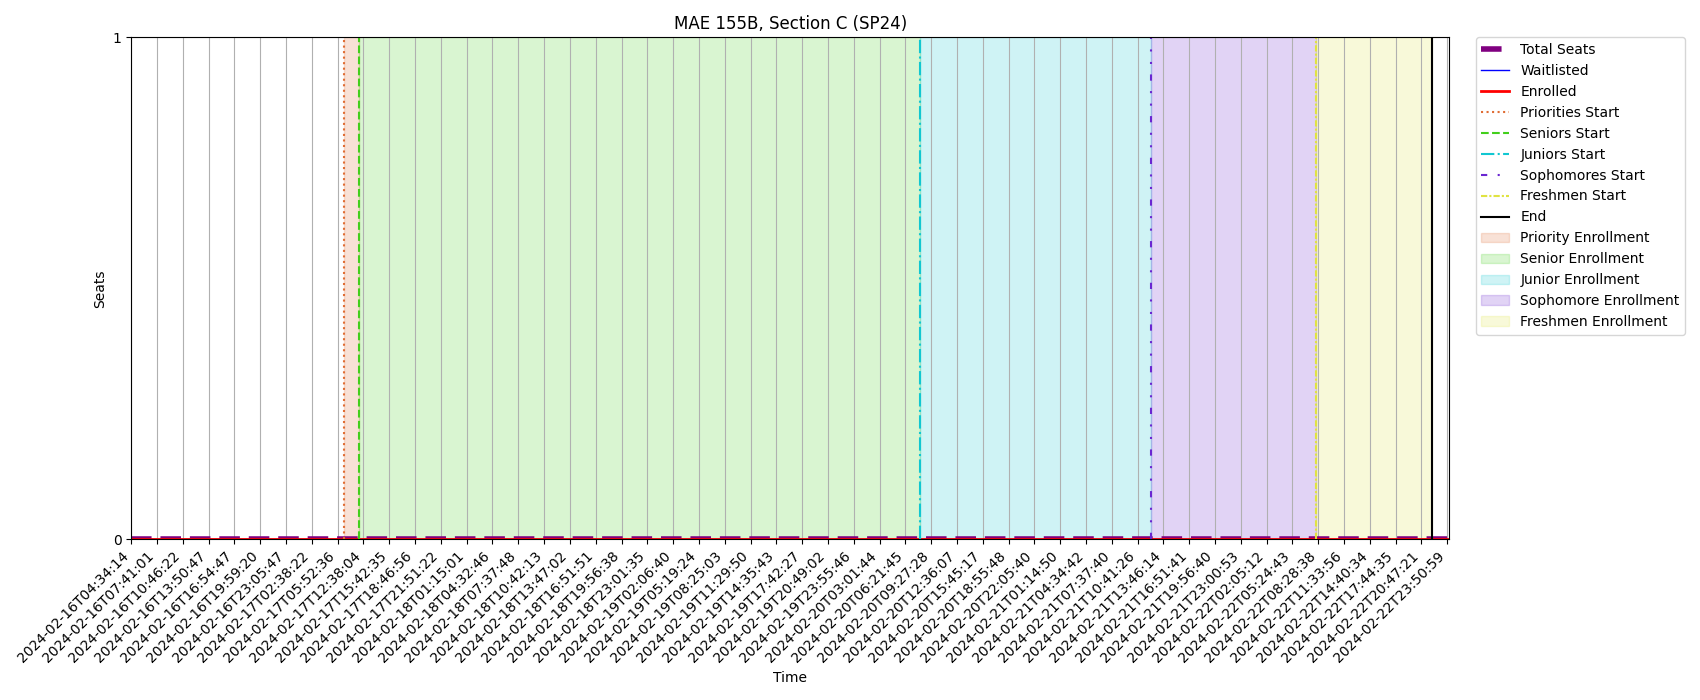 MAE 155B, Section C (SP24)
1
0
Seats
Total Seats
Waitlisted
Enrolled
Priorities Start
Seniors Start
Juniors Start
Sophomores Start
Freshmen Start
End
Priority Enrollment
Senior Enrollment
Junior Enrollment
Sophomore Enrollment
Freshmen Enrollment
2024-02-16T04:34:14
2024-02-16T07:41:01
2024-02-16T10:46:22
2024-02-16T13:50:47
2024-02-16T16:54:47
2024-02-16T19:59:20
2024-02-16T23:05:47
2024-02-17T02:38:22
2024-02-17T05:52:36
2024-02-17T12:38:04
2024-02-17T15:42:35
2024-02-17T18:46:56
2024-02-17T21:51:22
2024-02-18T01:15:01
2024-02-18T04:32:46
2024-02-18T07:37:48
2024-02-18T10:42:13
2024-02-18T13:47:02
2024-02-18T16:51:51
2024-02-18T19:56:38
2024-02-18T23:01:35
2024-02-19T02:06:40
2024-02-19T05:19:24
2024-02-19T08:25:03
2024-02-19T11:29:50
2024-02-19T14:35:43
2024-02-19T17:42:27
2024-02-19T20:49:02
2024-02-19T23:55:46
2024-02-20T03:01:44
2024-02-20T06:21:45
2024-02-20T09:27:28
2024-02-20T12:36:07
2024-02-20T15:45:17
2024-02-20T18:55:48
2024-02-20T22:05:40
2024-02-21T01:14:50
2024-02-21T04:34:42
2024-02-21T07:37:40
2024-02-21T10:41:26
2024-02-21T13:46:14
2024-02-21T16:51:41
2024-02-21T19:56:40
2024-02-21T23:00:53
2024-02-22T02:05:12
2024-02-22T05:24:43
2024-02-22T08:28:38
2024-02-22T11:33:56
2024-02-22T14:40:34
2024-02-22T17:44:35
2024-02-22T20:47:21
2024-02-22T23:50:59
Time